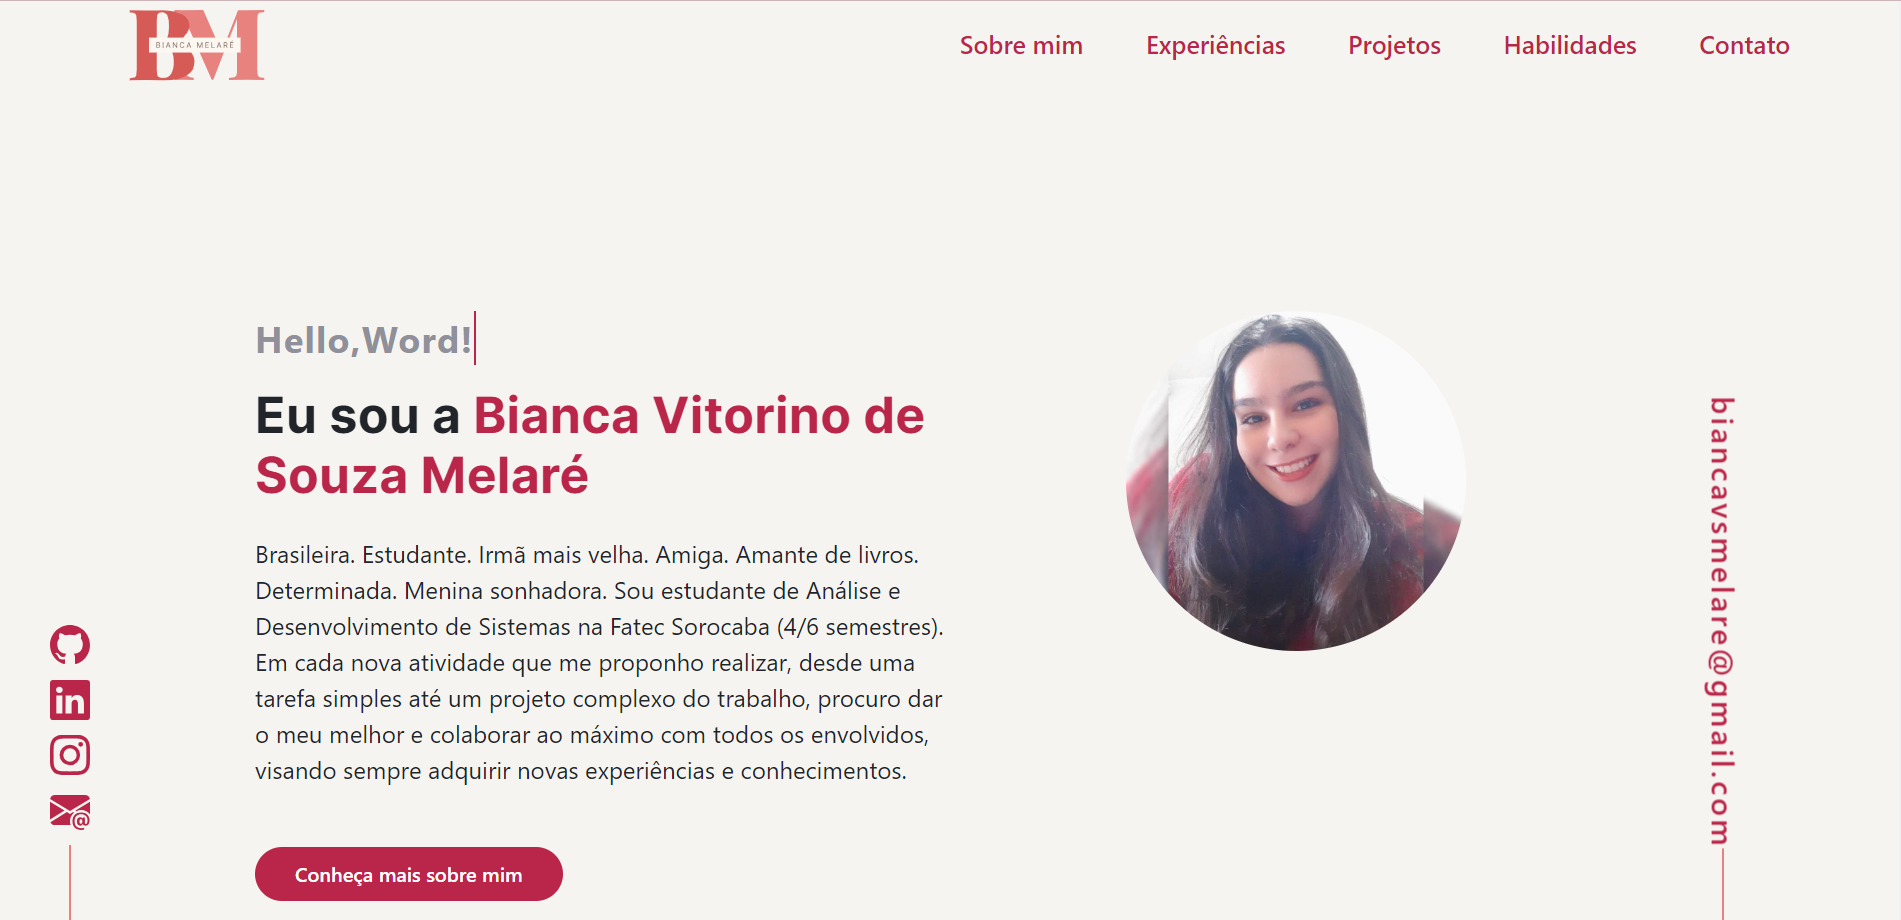 BM
BIANCA MELARÉ
Sobre mim Experiências Projetos Habilidades Contato
Hello,Word!
Eu sou a Bianca Vitorino de
Souza Melaré
Brasileira. Estudante. Irmã mais velha. Amiga. Amante de livros.
Determinada. Menina sonhadora. Sou estudante de Análise e
Desenvolvimento de Sistemas na Fatec Sorocaba (4/6 semestres).
Em cada nova atividade que me proponho realizar, desde uma
tarefa simples até um projeto complexo do trabalho, procuro dar
o meu melhor e colaborar ao máximo com todos os envolvidos,
visando sempre adquirir novas experiências e conhecimentos.
Conheça mais sobre mim
in
@
biancavsmelare@gmail.com